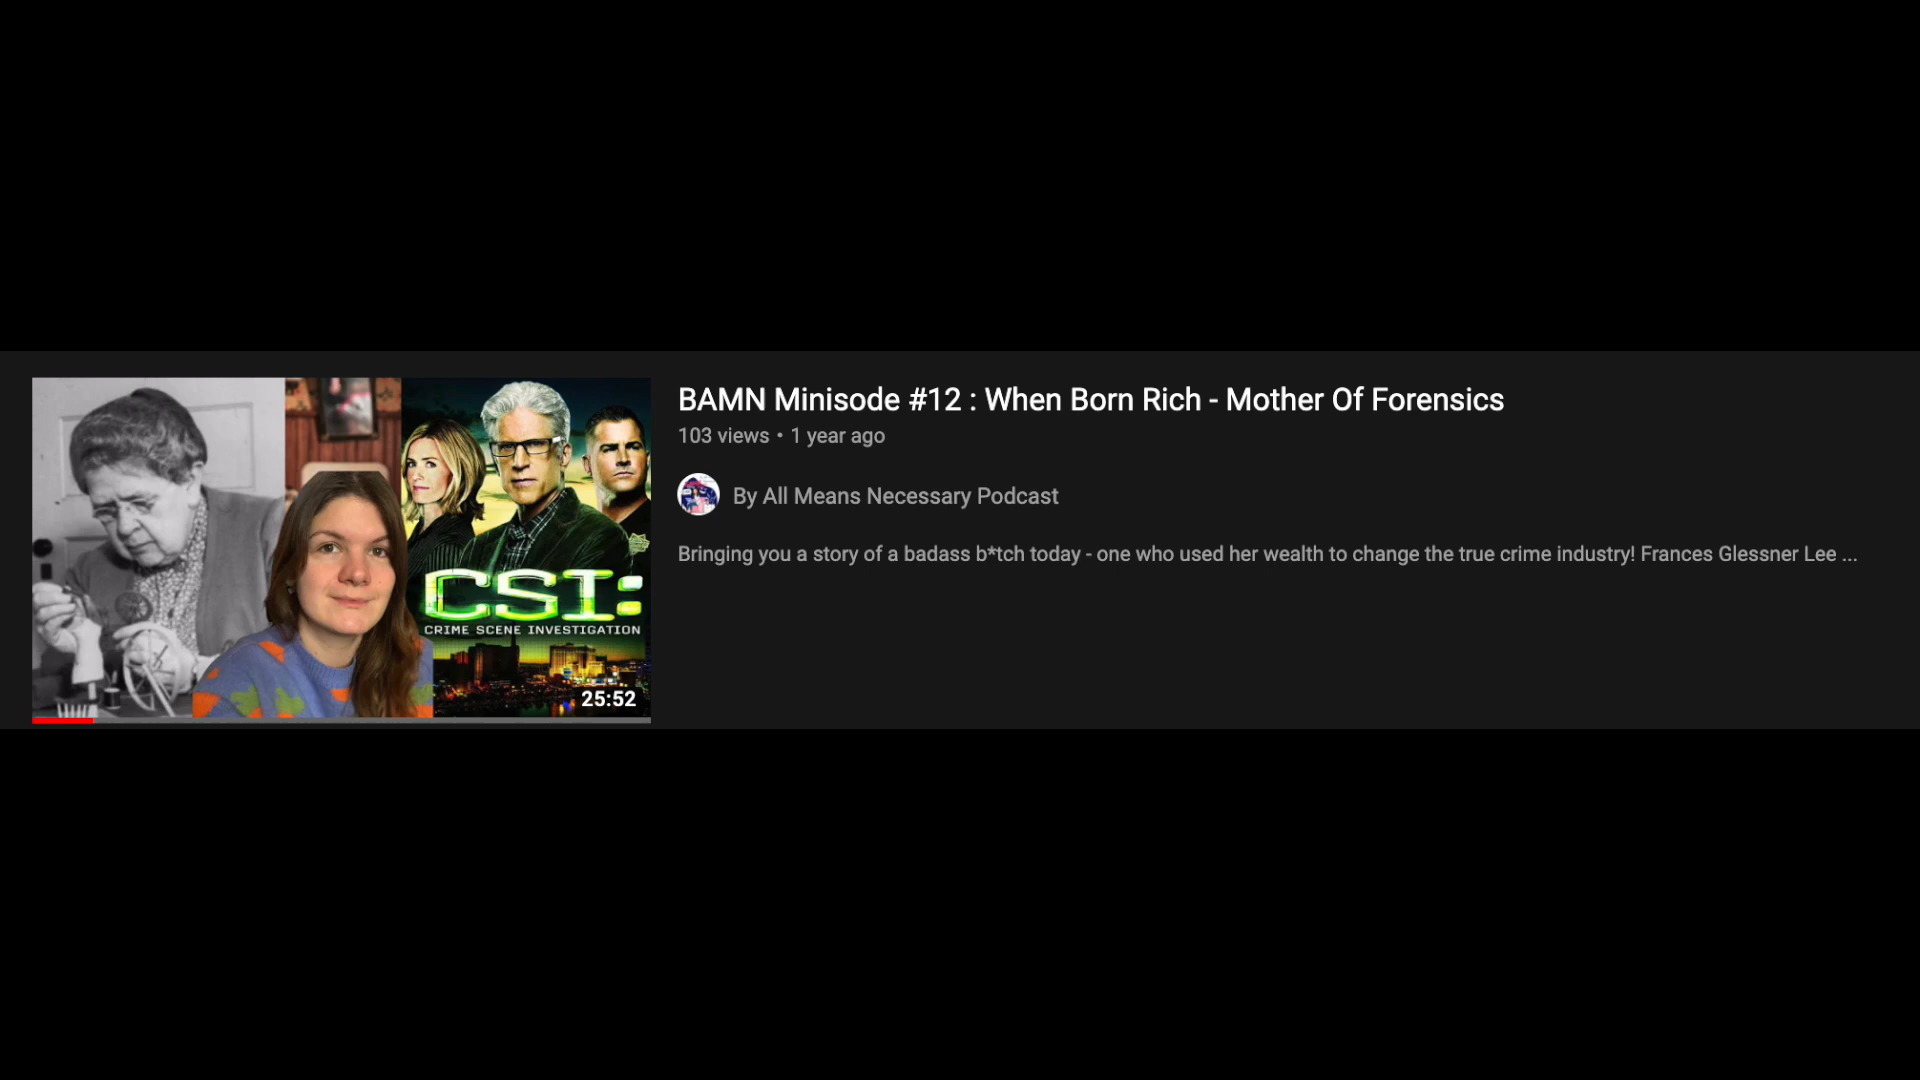 BAMN Minisode #12 : When Born Rich - Mother Of Forensics
103 views • 1 year ago
By All Means Necessary Podcast
Bringing you a story of a badass b*tch today - one who used her wealth to change the true crime industry! Frances Glessner Lee ...
CSI:
CRIME SCENE INVESTIGATION
25:52